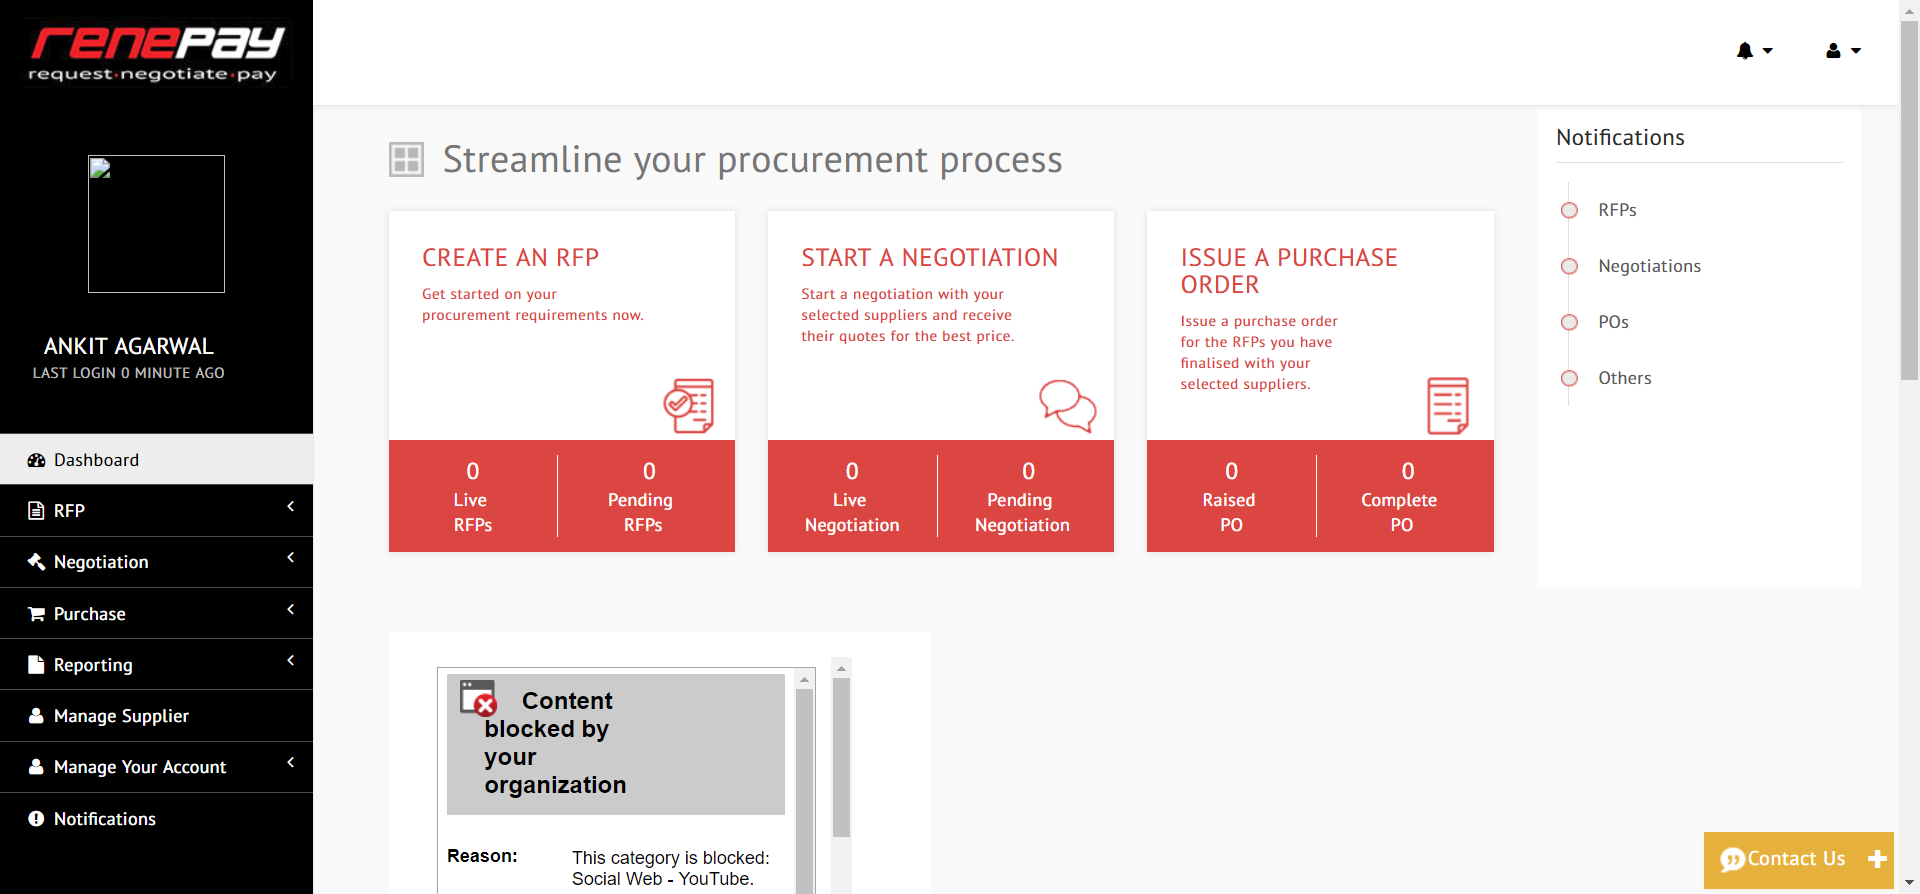 renepay
request·negotiate·pay
ANKIT AGARWAL
LAST LOGIN 0 MINUTE AGO
Dashboard
RFP
Negotiation
Purchase
Reporting
Manage Supplier
Manage Your Account
Notifications
Streamline your procurement process
CREATE AN RFP
Get started on your
procurement requirements now.
0
Live
RFPs
0
Pending
RFPs
START A NEGOTIATION
Start a negotiation with your
selected suppliers and receive
their quotes for the best price.
0
Live
Negotiation
0
Pending
Negotiation
ISSUE A PURCHASE
ORDER
Issue a purchase order
for the RFPs you have
finalised with your
selected suppliers.
0
Raised
PO
0
Complete
PO
Notifications
RFPs
Negotiations
POs
Others
Content
blocked by
your
organization
Reason:
This category is blocked:
Social Web - YouTube.
Contact Us